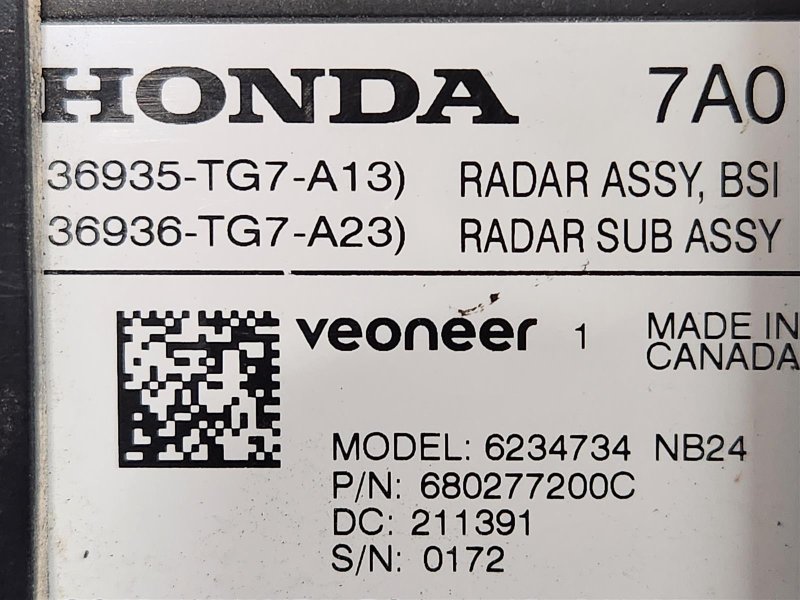 HONDA 7A0
36935-TG7-A13) RADAR ASSY, BSI
36936-TG7-A23) RADAR SUB ASSY
veoneer 1 MADE IN
CANADA
MODEL: 6234734 NB24
P/N: 680277200C
DC: 211391
S/N: 0172